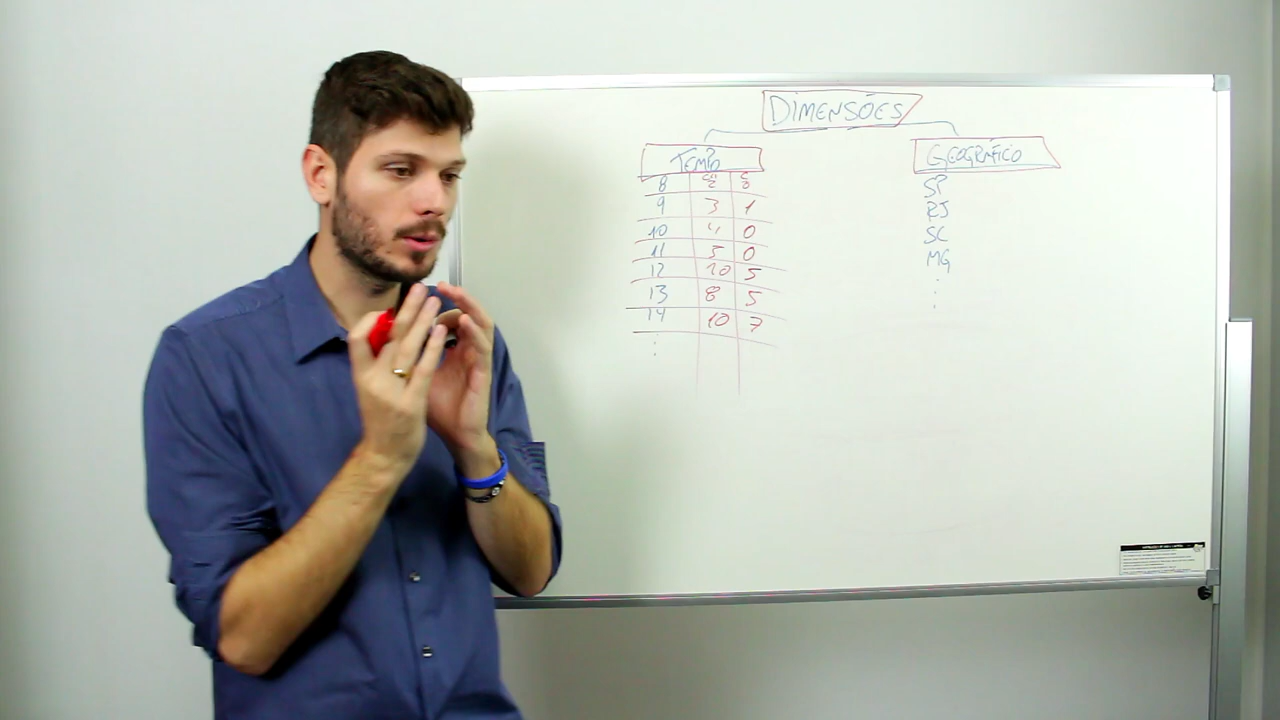 DIMENSÕES
TEMPO
8
9 3 1
10 4 0
11 5 0
12 10 5
13 8 5
14 10 7
GEOGRÁFICO
SP
RJ
SC
MG